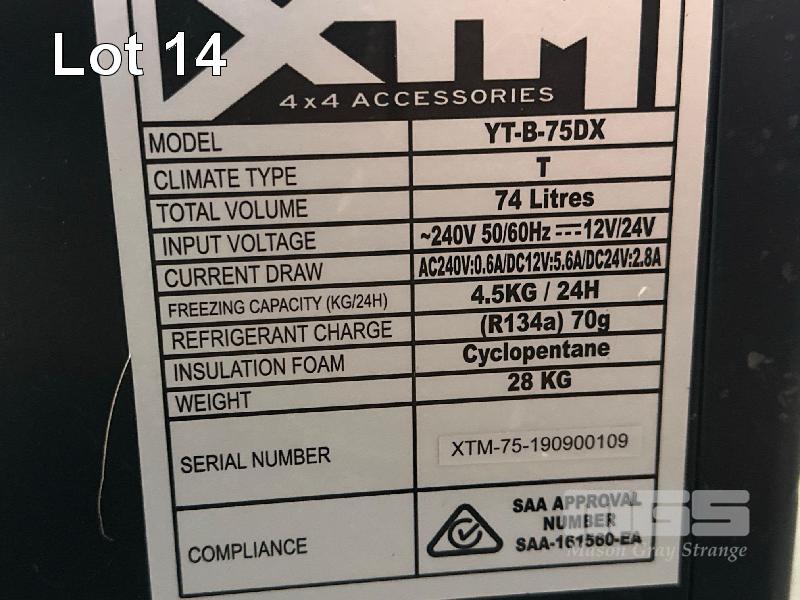 Lot 14
XTM
4x4 ACCESSORIES
MODEL YT-B-75DX
CLIMATE TYPE T
TOTAL VOLUME 74 Litres
INPUT VOLTAGE ~240V 50/60Hz ⎓12V/24V
CURRENT DRAW AC240V:0.6A/DC12V:5.6A/DC24V:2.8A
FREEZING CAPACITY (KG/24H) 4.5KG / 24H
REFRIGERANT CHARGE (R134a) 70g
INSULATION FOAM Cyclopentane
WEIGHT 28 KG
SERIAL NUMBER XTM-75-190900109
COMPLIANCE SAA APPROVAL
NUMBER
SAA-161560-EA
MGS
Mason Gray Strange